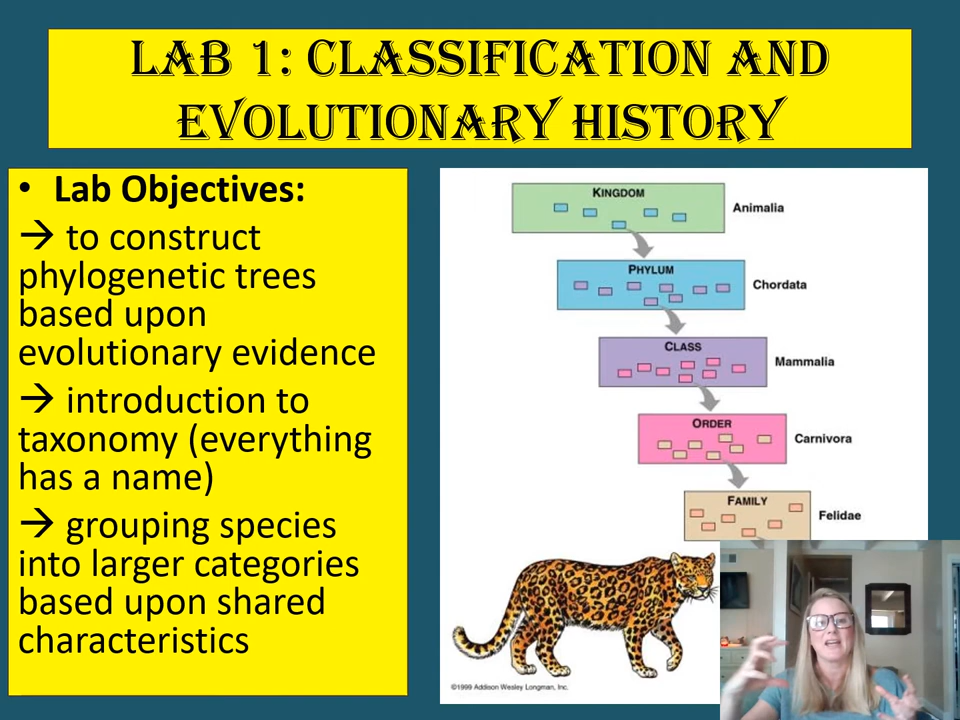 LAB 1: CLASSIFICATION AND
EVOLUTIONARY HISTORY
• Lab Objectives:
→ to construct
phylogenetic trees
based upon
evolutionary evidence
→ introduction to
taxonomy (everything
has a name)
→ grouping species
into larger categories
based upon shared
characteristics
KINGDOM
Animalia
PHYLUM
Chordata
CLASS
Mammalia
ORDER
Carnivora
FAMILY
Felidae
©1999 Addison Wesley Longman, Inc.